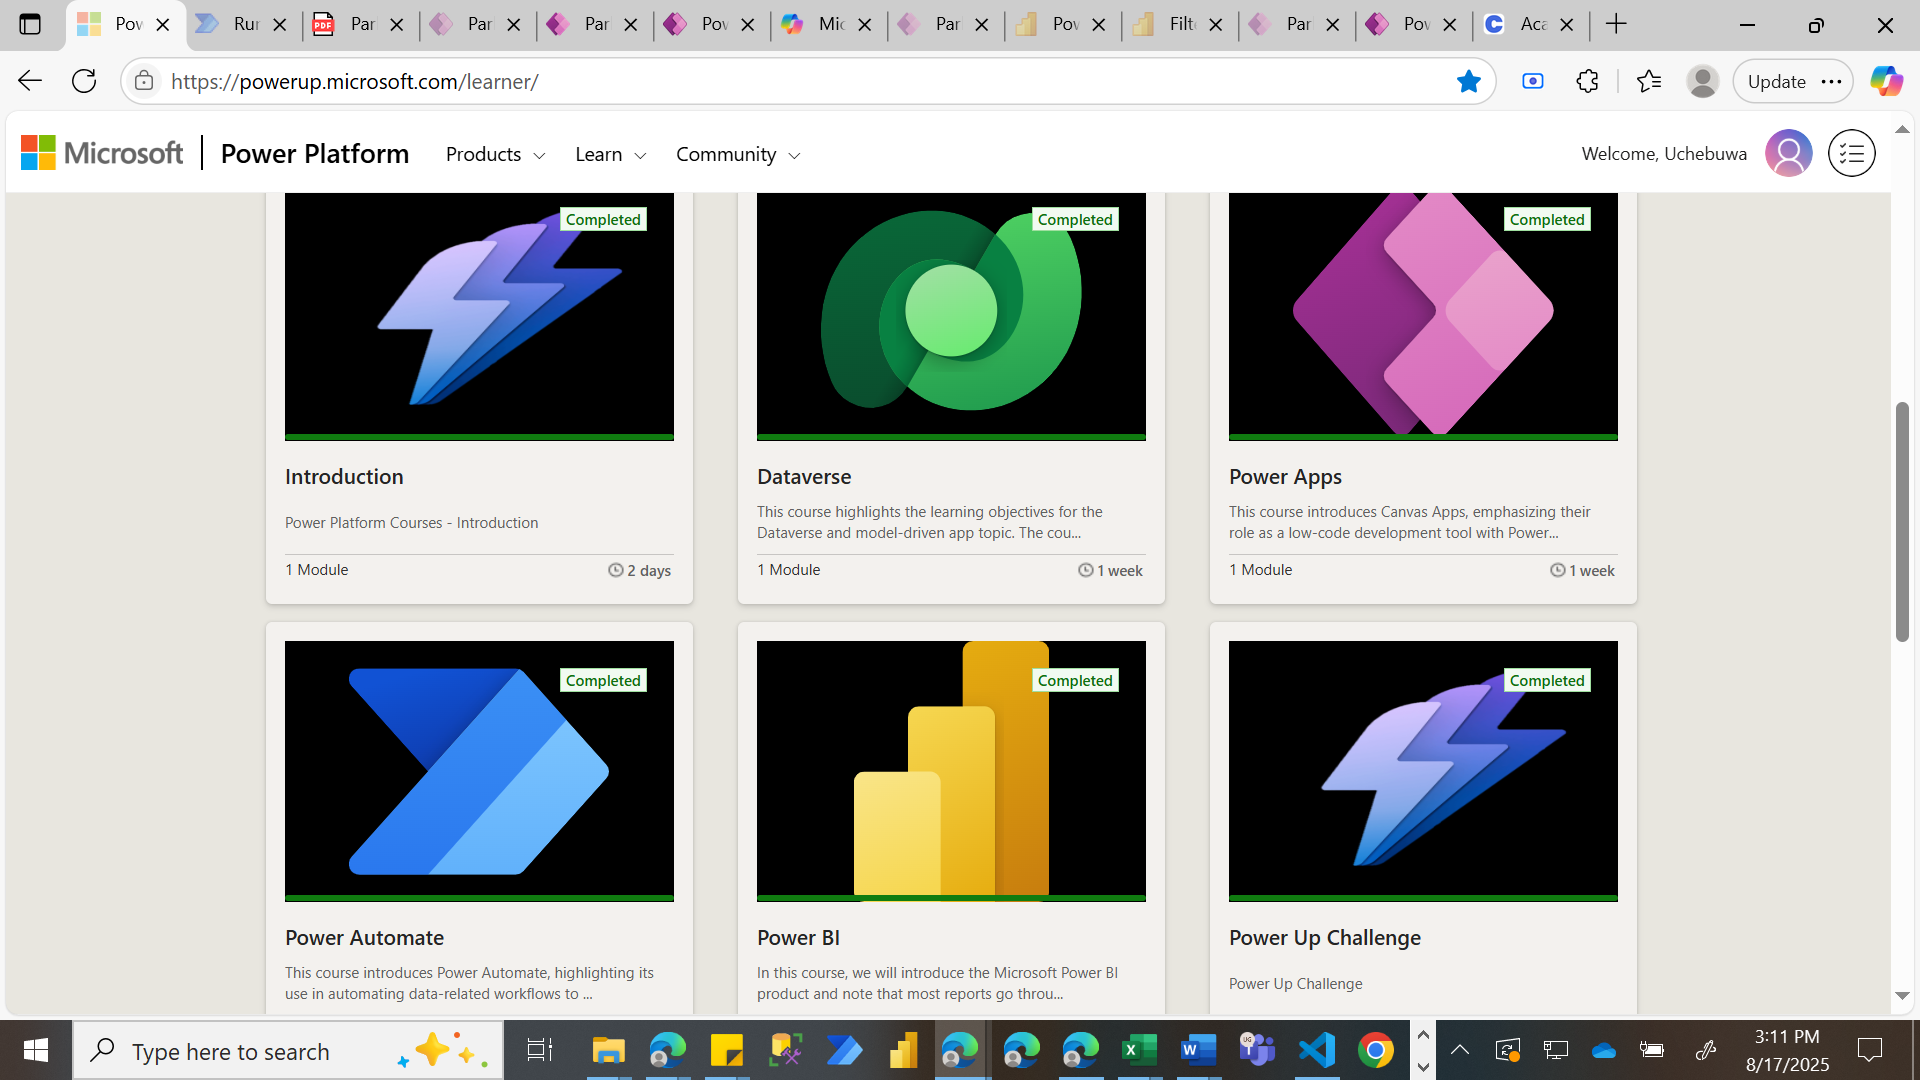 Pow
Run
Par
Par
Par
Pow
Mic
Par
Pow
Filt
Par
Pow
Aca
https://powerup.microsoft.com/learner/
Update
Microsoft
Power Platform
Products
Learn
Community
Welcome, Uchebuwa
Completed
Completed
Completed
Introduction
Power Platform Courses - Introduction
1 Module
2 days
Dataverse
This course highlights the learning objectives for the
Dataverse and model-driven app topic. The cou...
1 Module
1 week
Power Apps
This course introduces Canvas Apps, emphasizing their
role as a low-code development tool with Power...
1 Module
1 week
Completed
Completed
Completed
Power Automate
This course introduces Power Automate, highlighting its
use in automating data-related workflows to ...
Power BI
In this course, we will introduce the Microsoft Power BI
product and note that most reports go throu...
Power Up Challenge
Power Up Challenge
Type here to search
3:11 PM
8/17/2025